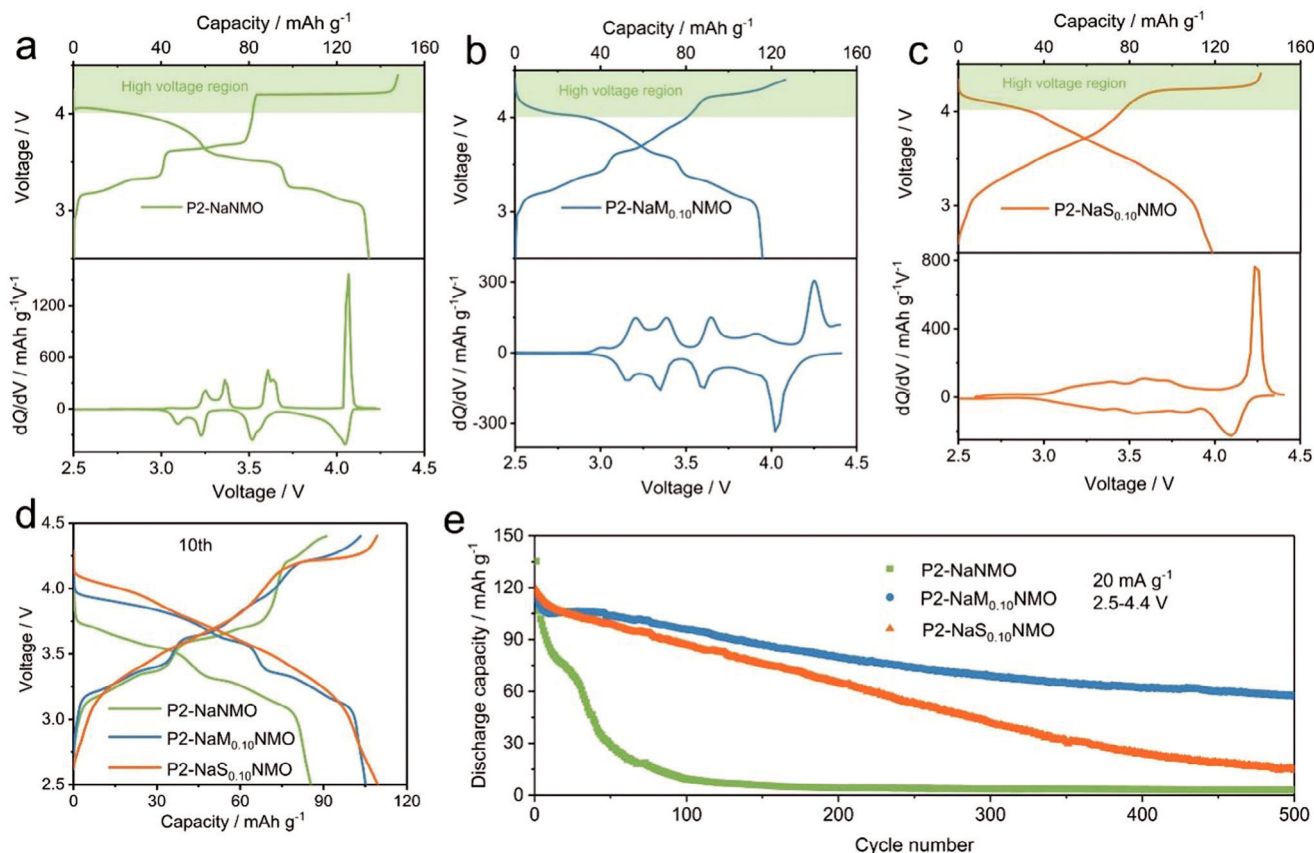 a
Capacity / mAh g⁻¹
0 40 80 120 160
High voltage region
4
3
Voltage / V
P2-NaNMO
1200
600
0
dQ/dV / mAh g⁻¹V⁻¹
2.5 3.0 3.5 4.0 4.5
Voltage / V
b
Capacity / mAh g⁻¹
0 40 80 120 160
High voltage region
4
3
Voltage / V
P2-NaM₀.₁₀NMO
300
0
-300
dQ/dV / mAh g⁻¹V⁻¹
2.5 3.0 3.5 4.0 4.5
Voltage / V
c
Capacity / mAh g⁻¹
0 40 80 120 160
High voltage region
4
3
Voltage / V
P2-NaS₀.₁₀NMO
800
400
0
dQ/dV / mAh g⁻¹V⁻¹
2.5 3.0 3.5 4.0 4.5
Voltage / V
d
10th
4.5
4.0
3.5
3.0
2.5
Voltage / V
P2-NaNMO
P2-NaM₀.₁₀NMO
P2-NaS₀.₁₀NMO
0 30 60 90 120
Capacity / mAh g⁻¹
e
150
120
90
60
30
0
Discharge capacity / mAh g⁻¹
P2-NaNMO
P2-NaM₀.₁₀NMO
P2-NaS₀.₁₀NMO
20 mA g⁻¹
2.5-4.4 V
0 100 200 300 400 500
Cycle number